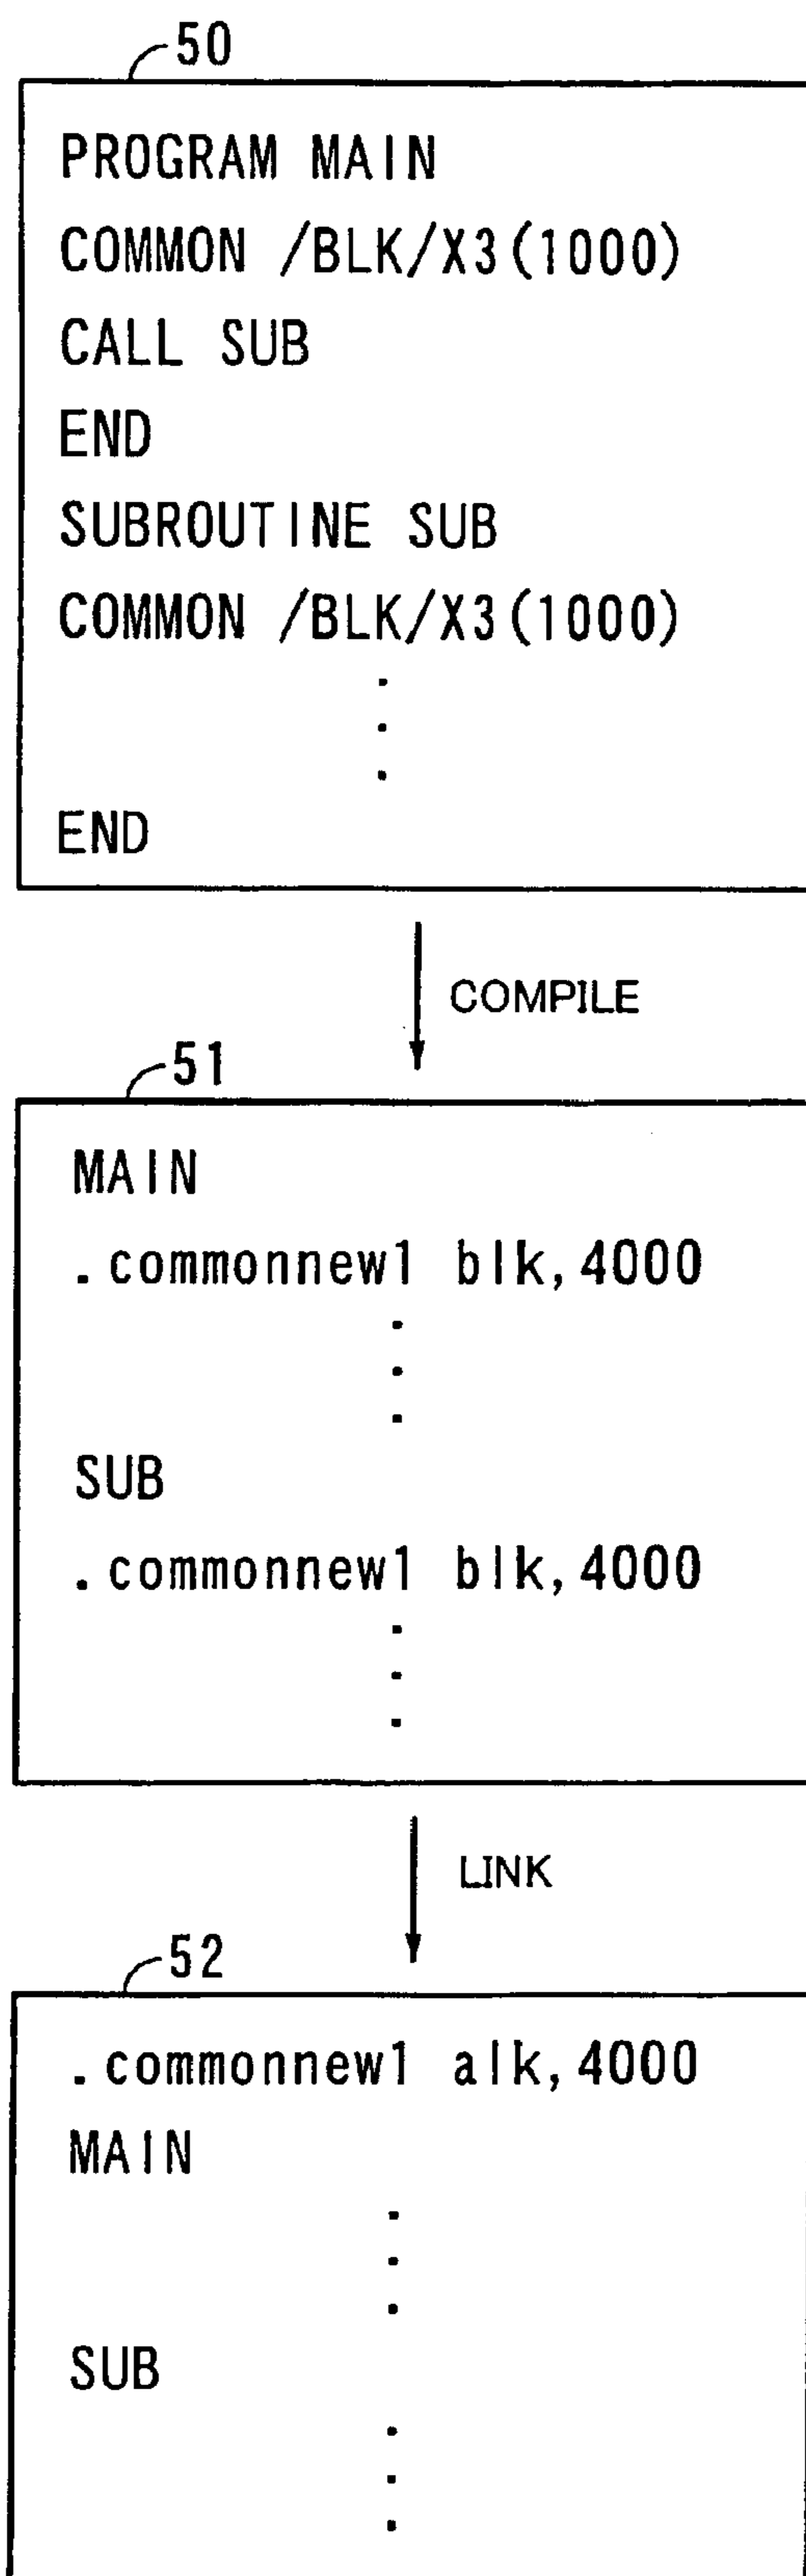 50
PROGRAM MAIN
COMMON /BLK/X3(1000)
CALL SUB
END
SUBROUTINE SUB
COMMON /BLK/X3(1000)
.
.
.
END
COMPILE
51
MAIN
.commonnew1 blk,4000
.
.
.
SUB
.commonnew1 blk,4000
.
.
.
LINK
52
.commonnew1 alk,4000
MAIN
.
.
.
SUB
.
.
.